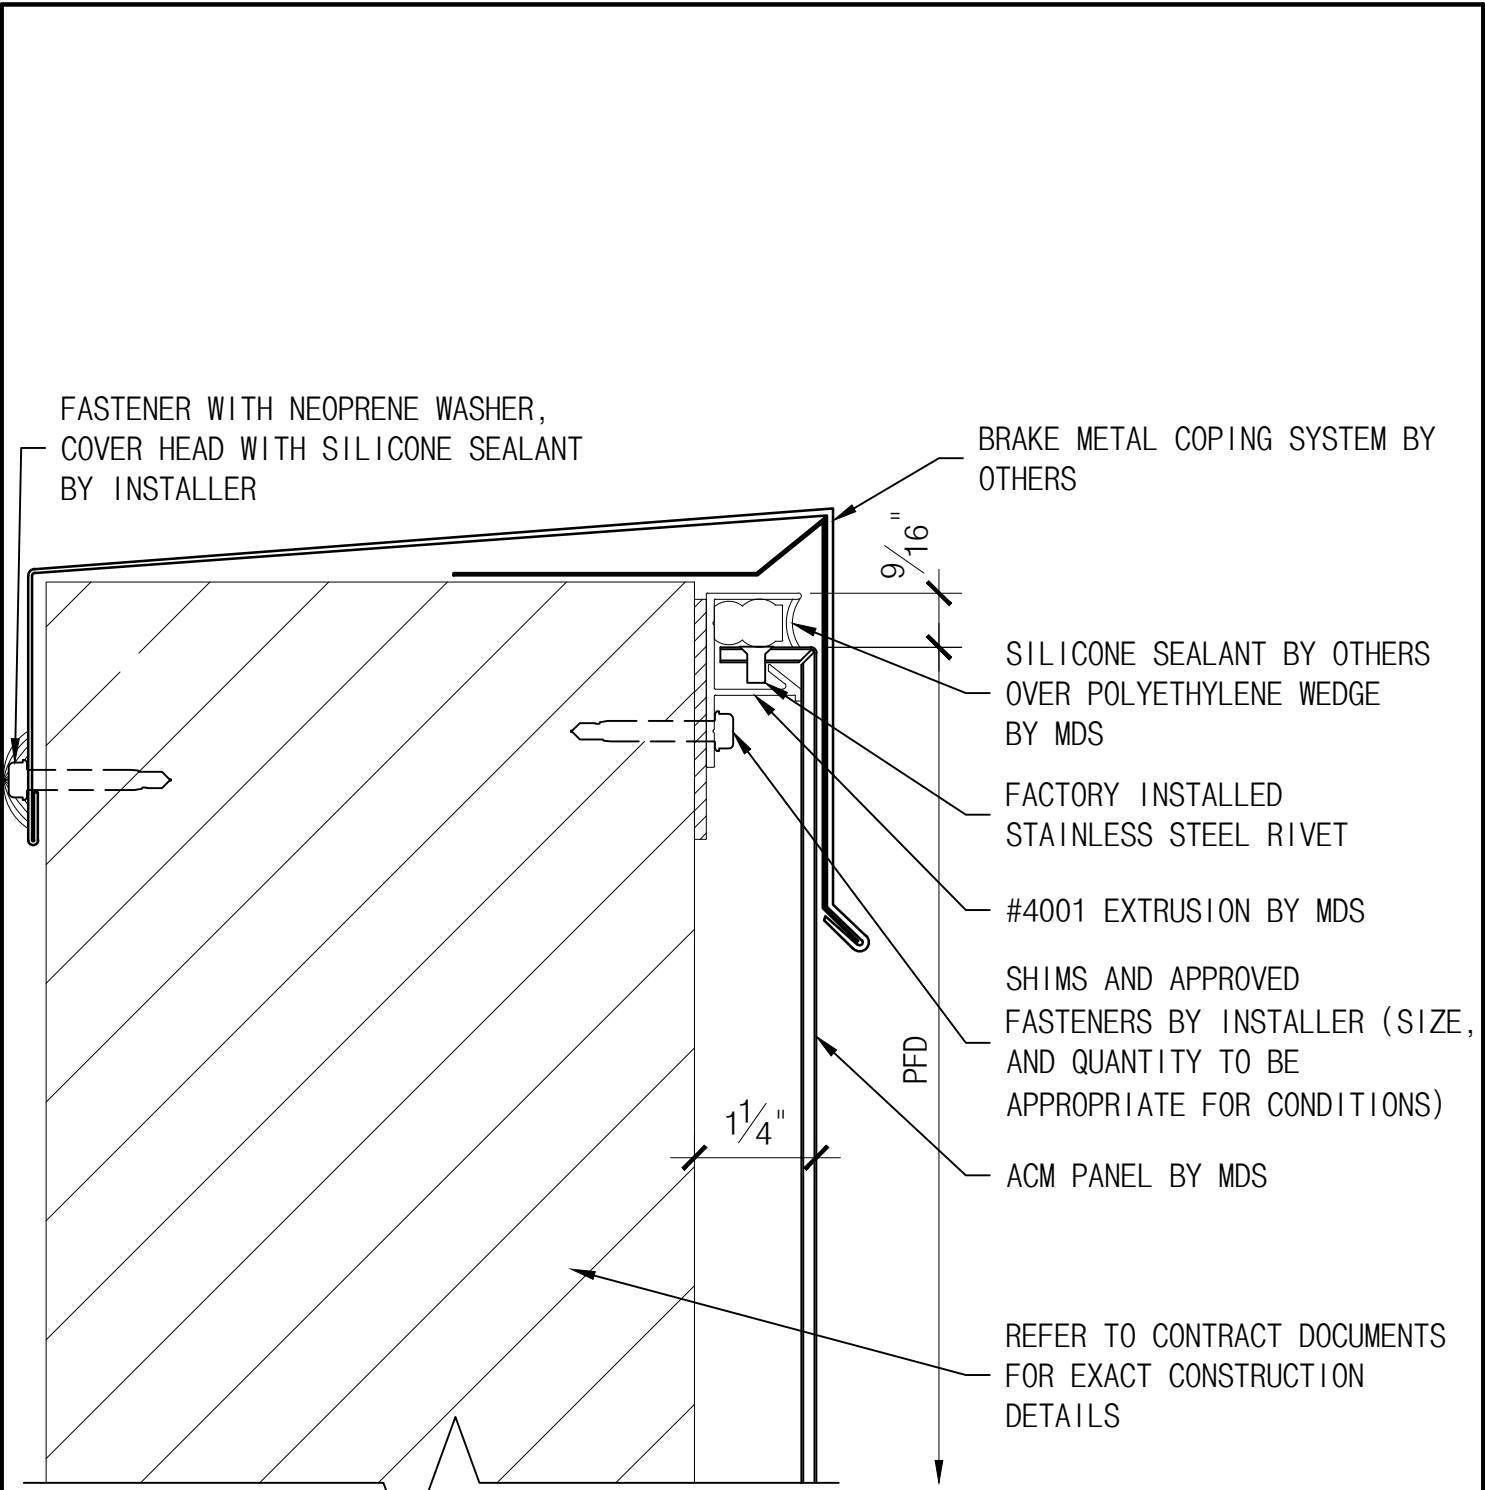 FASTENER WITH NEOPRENE WASHER,
COVER HEAD WITH SILICONE SEALANT
BY INSTALLER
BRAKE METAL COPING SYSTEM BY
OTHERS
9/16"
SILICONE SEALANT BY OTHERS
OVER POLYETHYLENE WEDGE
BY MDS
FACTORY INSTALLED
STAINLESS STEEL RIVET
#4001 EXTRUSION BY MDS
SHIMS AND APPROVED
FASTENERS BY INSTALLER (SIZE,
AND QUANTITY TO BE
APPROPRIATE FOR CONDITIONS)
PFD
1 1/4"
ACM PANEL BY MDS
REFER TO CONTRACT DOCUMENTS
FOR EXACT CONSTRUCTION
DETAILS